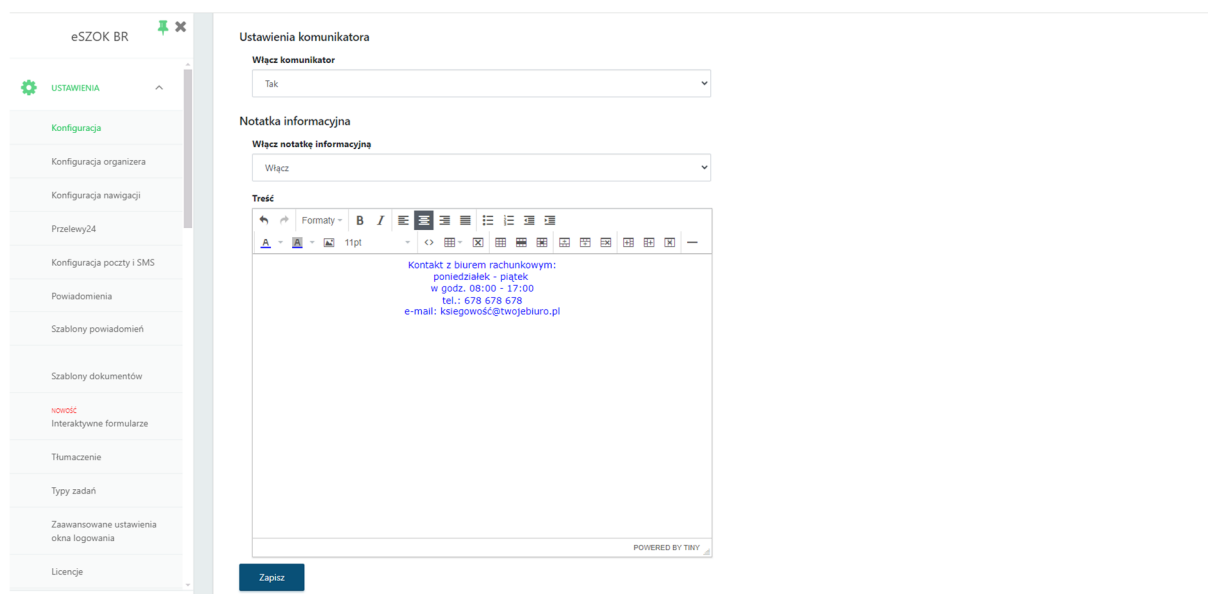 eSZOK BR
USTAWIENIA
Konfiguracja
Konfiguracja organizera
Konfiguracja nawigacji
Przelewy24
Konfiguracja poczty i SMS
Powiadomienia
Szablony powiadomień
Szablony dokumentów
NOWOŚĆ
Interaktywne formularze
Tłumaczenie
Typy zadań
Zaawansowane ustawienia
okna logowania
Licencje
Ustawienia komunikatora
Włącz komunikator
Tak
Notatka informacyjna
Włącz notatkę informacyjną
Włącz
Treść
Formaty B I
A A 11pt
Kontakt z biurem rachunkowym:
poniedziałek - piątek
w godz. 08:00 - 17:00
tel.: 678 678 678
e-mail: ksiegowość@twojebiuro.pl
POWERED BY TINY
Zapisz